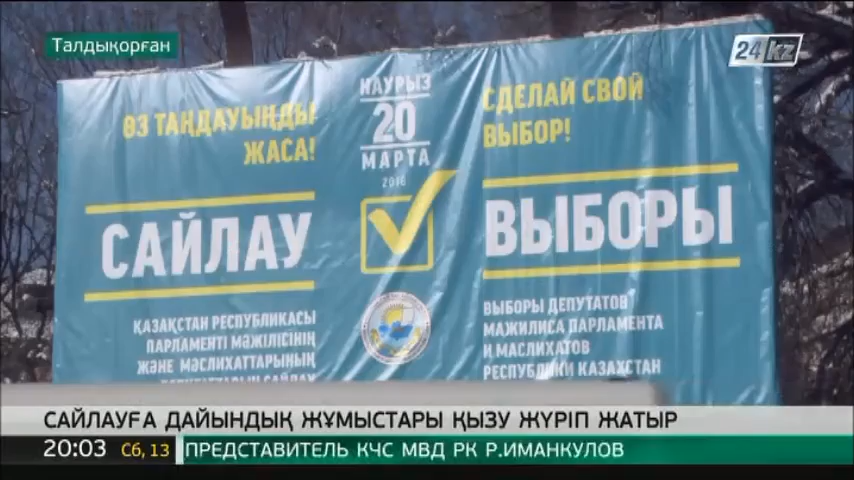 Талдықорған
24kz
ӨЗ ТАҢДАУЫҢДЫ
ЖАСА!
НАУРЫЗ
20
МАРТА
2016
СДЕЛАЙ СВОЙ
ВЫБОР!
САЙЛАУ
ВЫБОРЫ
ҚАЗАҚСТАН РЕСПУБЛИКАСЫ
ПАРЛАМЕНТІ МӘЖІЛІСІНІҢ
ЖӘНЕ МӘСЛИХАТТАРЫНЫҢ
ВЫБОРЫ ДЕПУТАТОВ
МАЖИЛИСА ПАРЛАМЕНТА
И МАСЛИХАТОВ
РЕСПУБЛИКИ КАЗАХСТАН
САЙЛАУҒА ДАЙЫНДЫҚ ЖҰМЫСТАРЫ ҚЫЗУ ЖҮРІП ЖАТЫР
20:03 Сб, 13 ПРЕДСТАВИТЕЛЬ КЧС МВД РК Р.ИМАНКУЛОВ